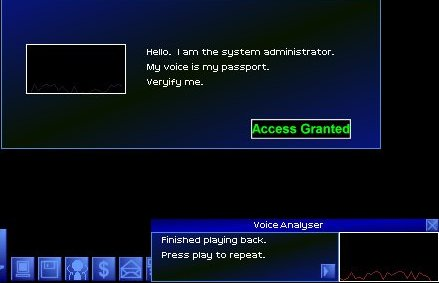 Hello. I am the system administrator.
My voice is my passport.
Veryify me.
Access Granted
Voice Analyser
Finished playing back.
Press play to repeat.